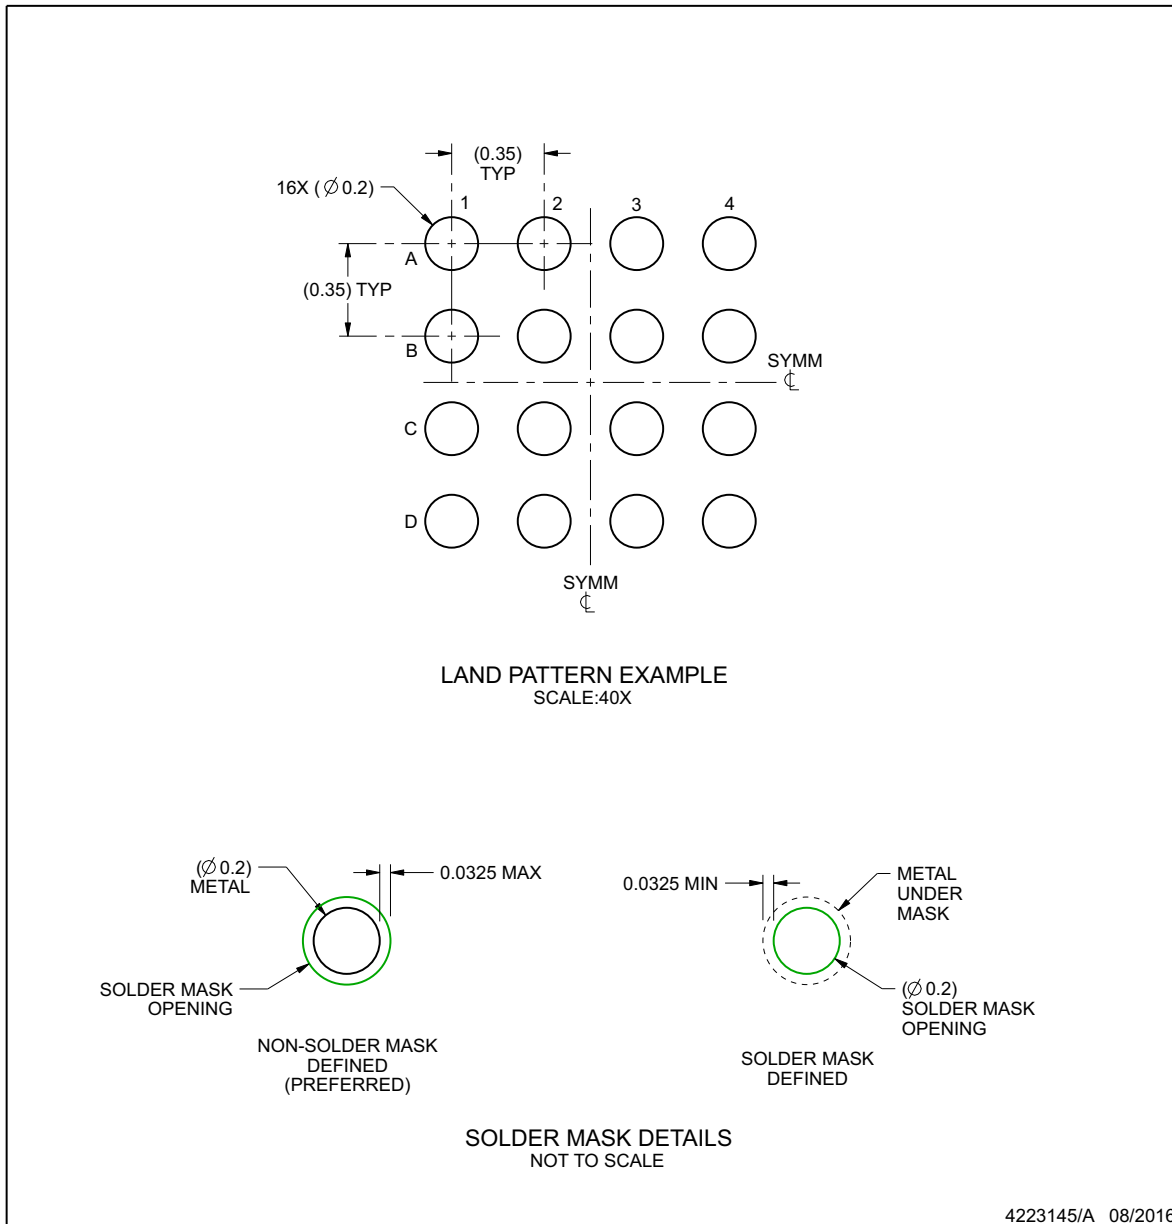 (0.35)
TYP
16X (∅ 0.2)
1
2
3
4
A
(0.35) TYP
B
SYMM
℄
C
D
SYMM
℄
LAND PATTERN EXAMPLE
SCALE:40X
(∅ 0.2)
METAL
0.0325 MAX
SOLDER MASK
OPENING
NON-SOLDER MASK
DEFINED
(PREFERRED)
0.0325 MIN
METAL
UNDER
MASK
(∅ 0.2)
SOLDER MASK
OPENING
SOLDER MASK
DEFINED
SOLDER MASK DETAILS
NOT TO SCALE
4223145/A 08/2016